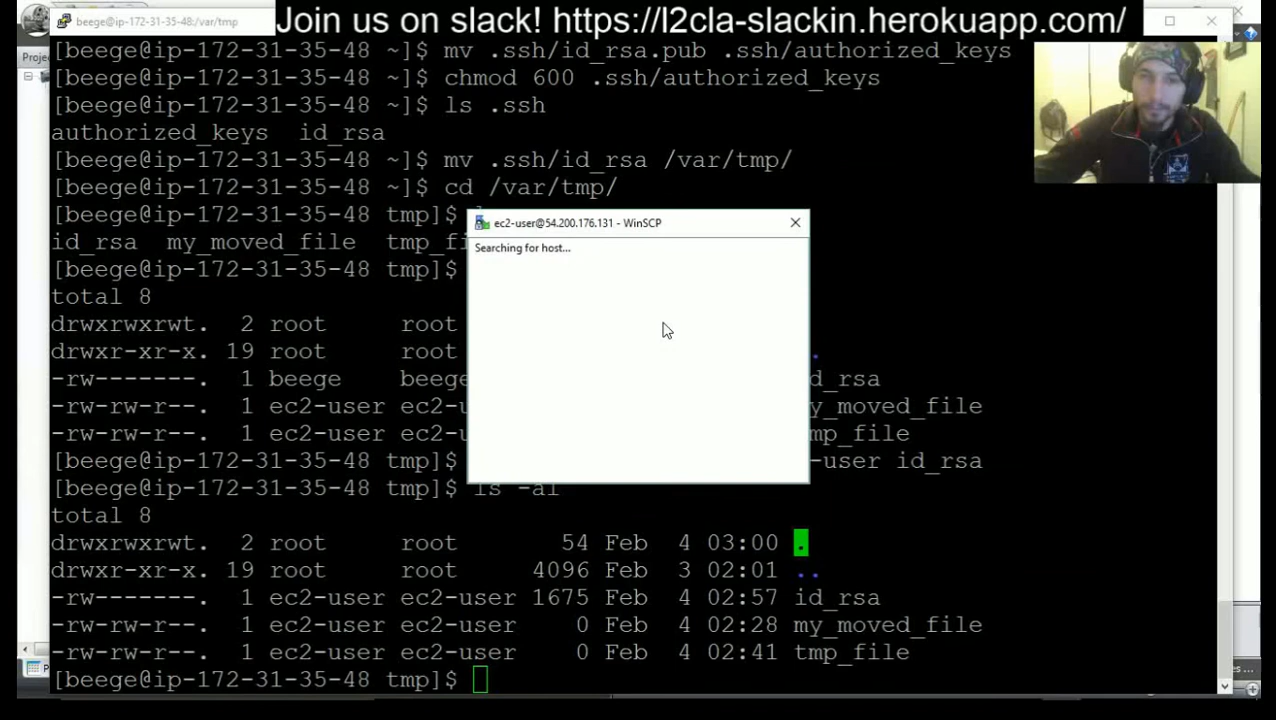 Join us on slack! https://l2cla-slackin.herokuapp.com/
beege@ip-172-31-35-48:/var/tmp
Projec
[beege@ip-172-31-35-48 ~]$ mv .ssh/id_rsa.pub .ssh/authorized_keys
[beege@ip-172-31-35-48 ~]$ chmod 600 .ssh/authorized_keys
[beege@ip-172-31-35-48 ~]$ ls .ssh
authorized_keys  id_rsa
[beege@ip-172-31-35-48 ~]$ mv .ssh/id_rsa /var/tmp/
[beege@ip-172-31-35-48 ~]$ cd /var/tmp/
[beege@ip-172-31-35-48 tmp]$
ec2-user@54.200.176.131 - WinSCP
Searching for host...
id_rsa  my_moved_file  tmp_fi
[beege@ip-172-31-35-48 tmp]$
total 8
drwxrwxrwt.  2 root     root
drwxr-xr-x. 19 root     root     .
-rw-------.  1 beege    beege    d_rsa
-rw-rw-r--.  1 ec2-user ec2-u    y_moved_file
-rw-rw-r--.  1 ec2-user ec2-u    mp_file
[beege@ip-172-31-35-48 tmp]$ -user id_rsa
[beege@ip-172-31-35-48 tmp]$ ls -al
total 8
drwxrwxrwt.  2 root     root       54 Feb  4 03:00 .
drwxr-xr-x. 19 root     root     4096 Feb  3 02:01 ..
-rw-------.  1 ec2-user ec2-user 1675 Feb  4 02:57 id_rsa
-rw-rw-r--.  1 ec2-user ec2-user    0 Feb  4 02:28 my_moved_file
-rw-rw-r--.  1 ec2-user ec2-user    0 Feb  4 02:41 tmp_file
[beege@ip-172-31-35-48 tmp]$